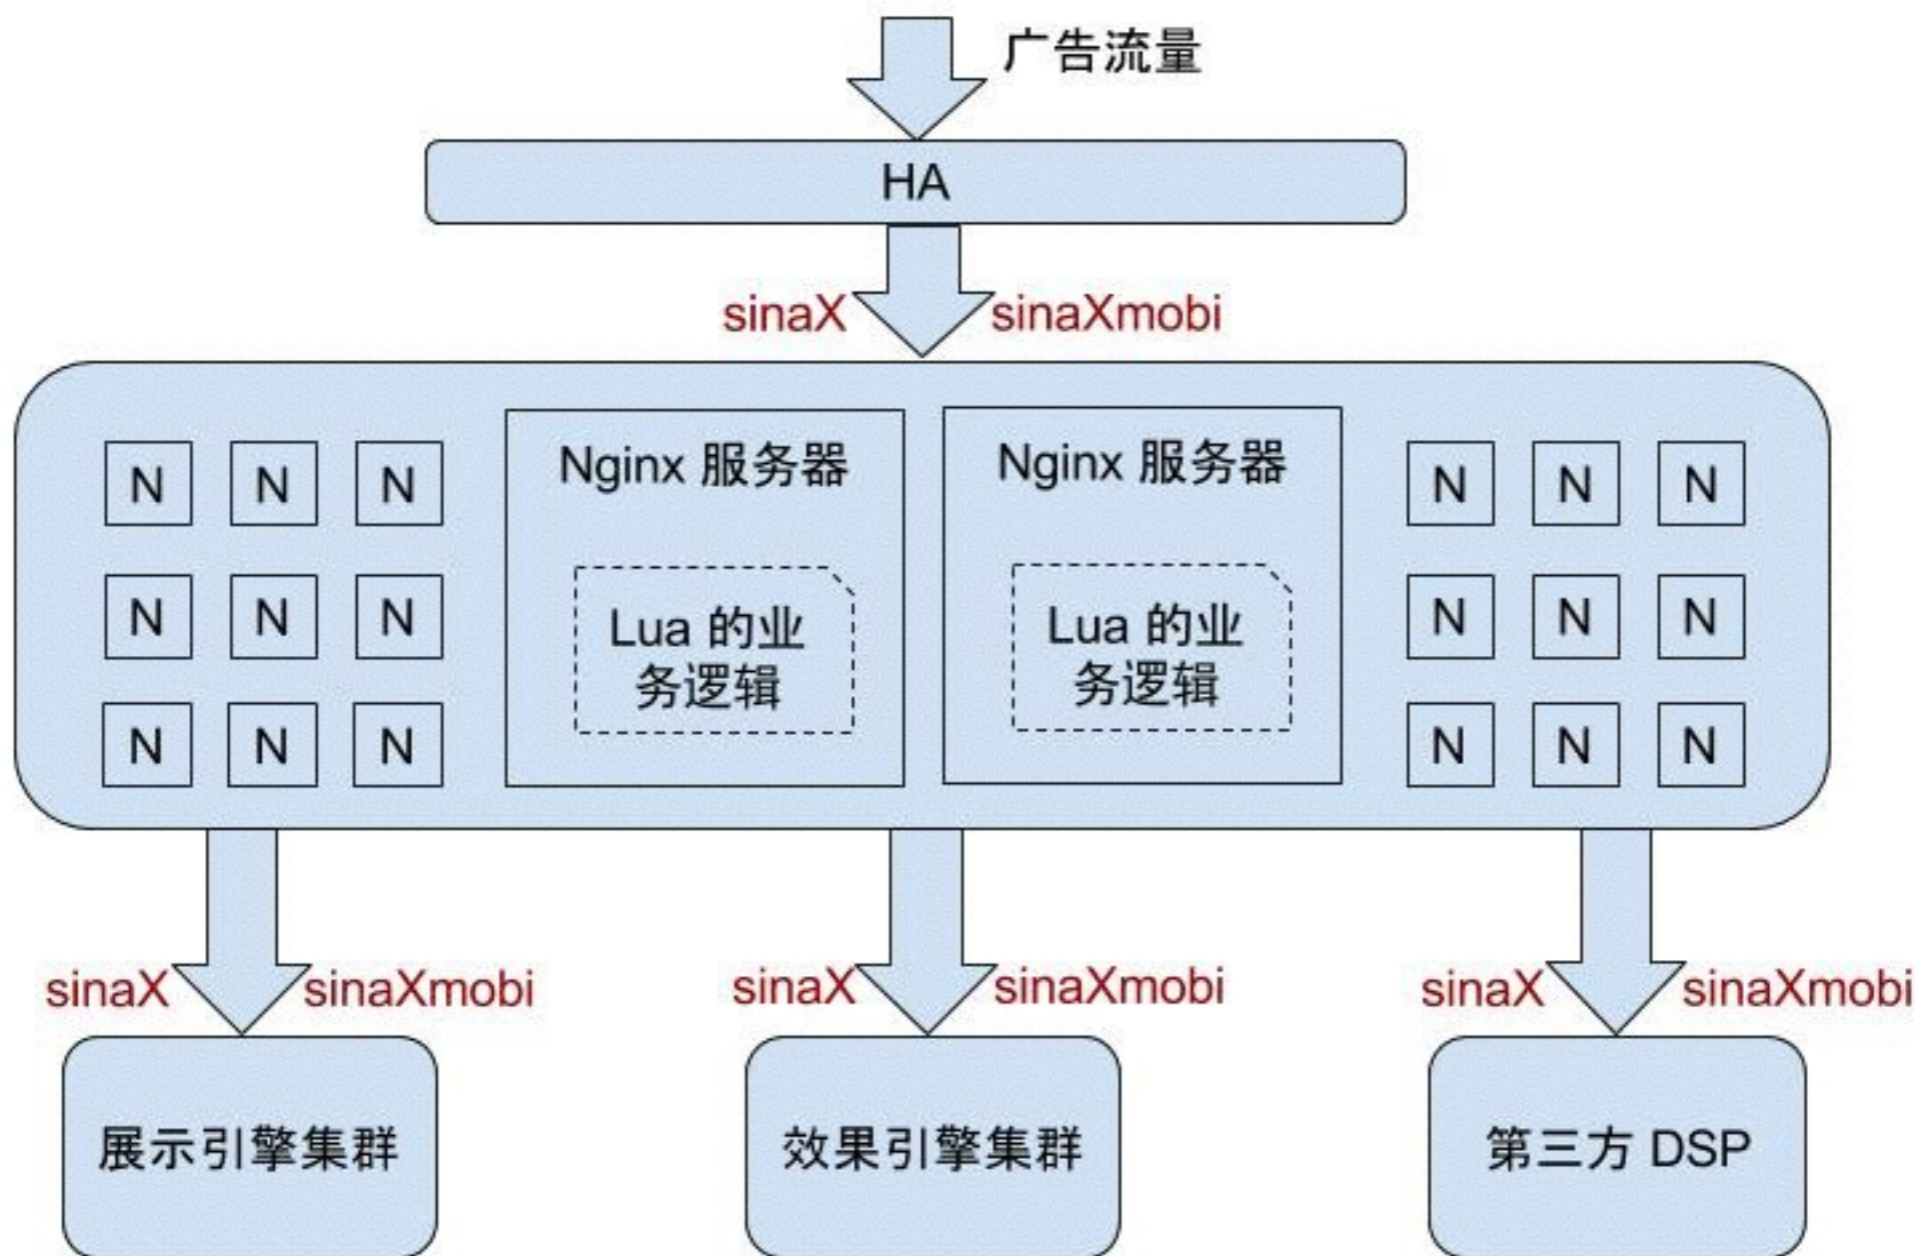 广告流量
HA
sinaX sinaXmobi
Nginx 服务器 Nginx 服务器
N N N N N N
N N N N N N
Lua 的业 Lua 的业
务逻辑 务逻辑
N N N N N N
sinaX sinaXmobi sinaX sinaXmobi sinaX sinaXmobi
展示引擎集群 效果引擎集群 第三方 DSP